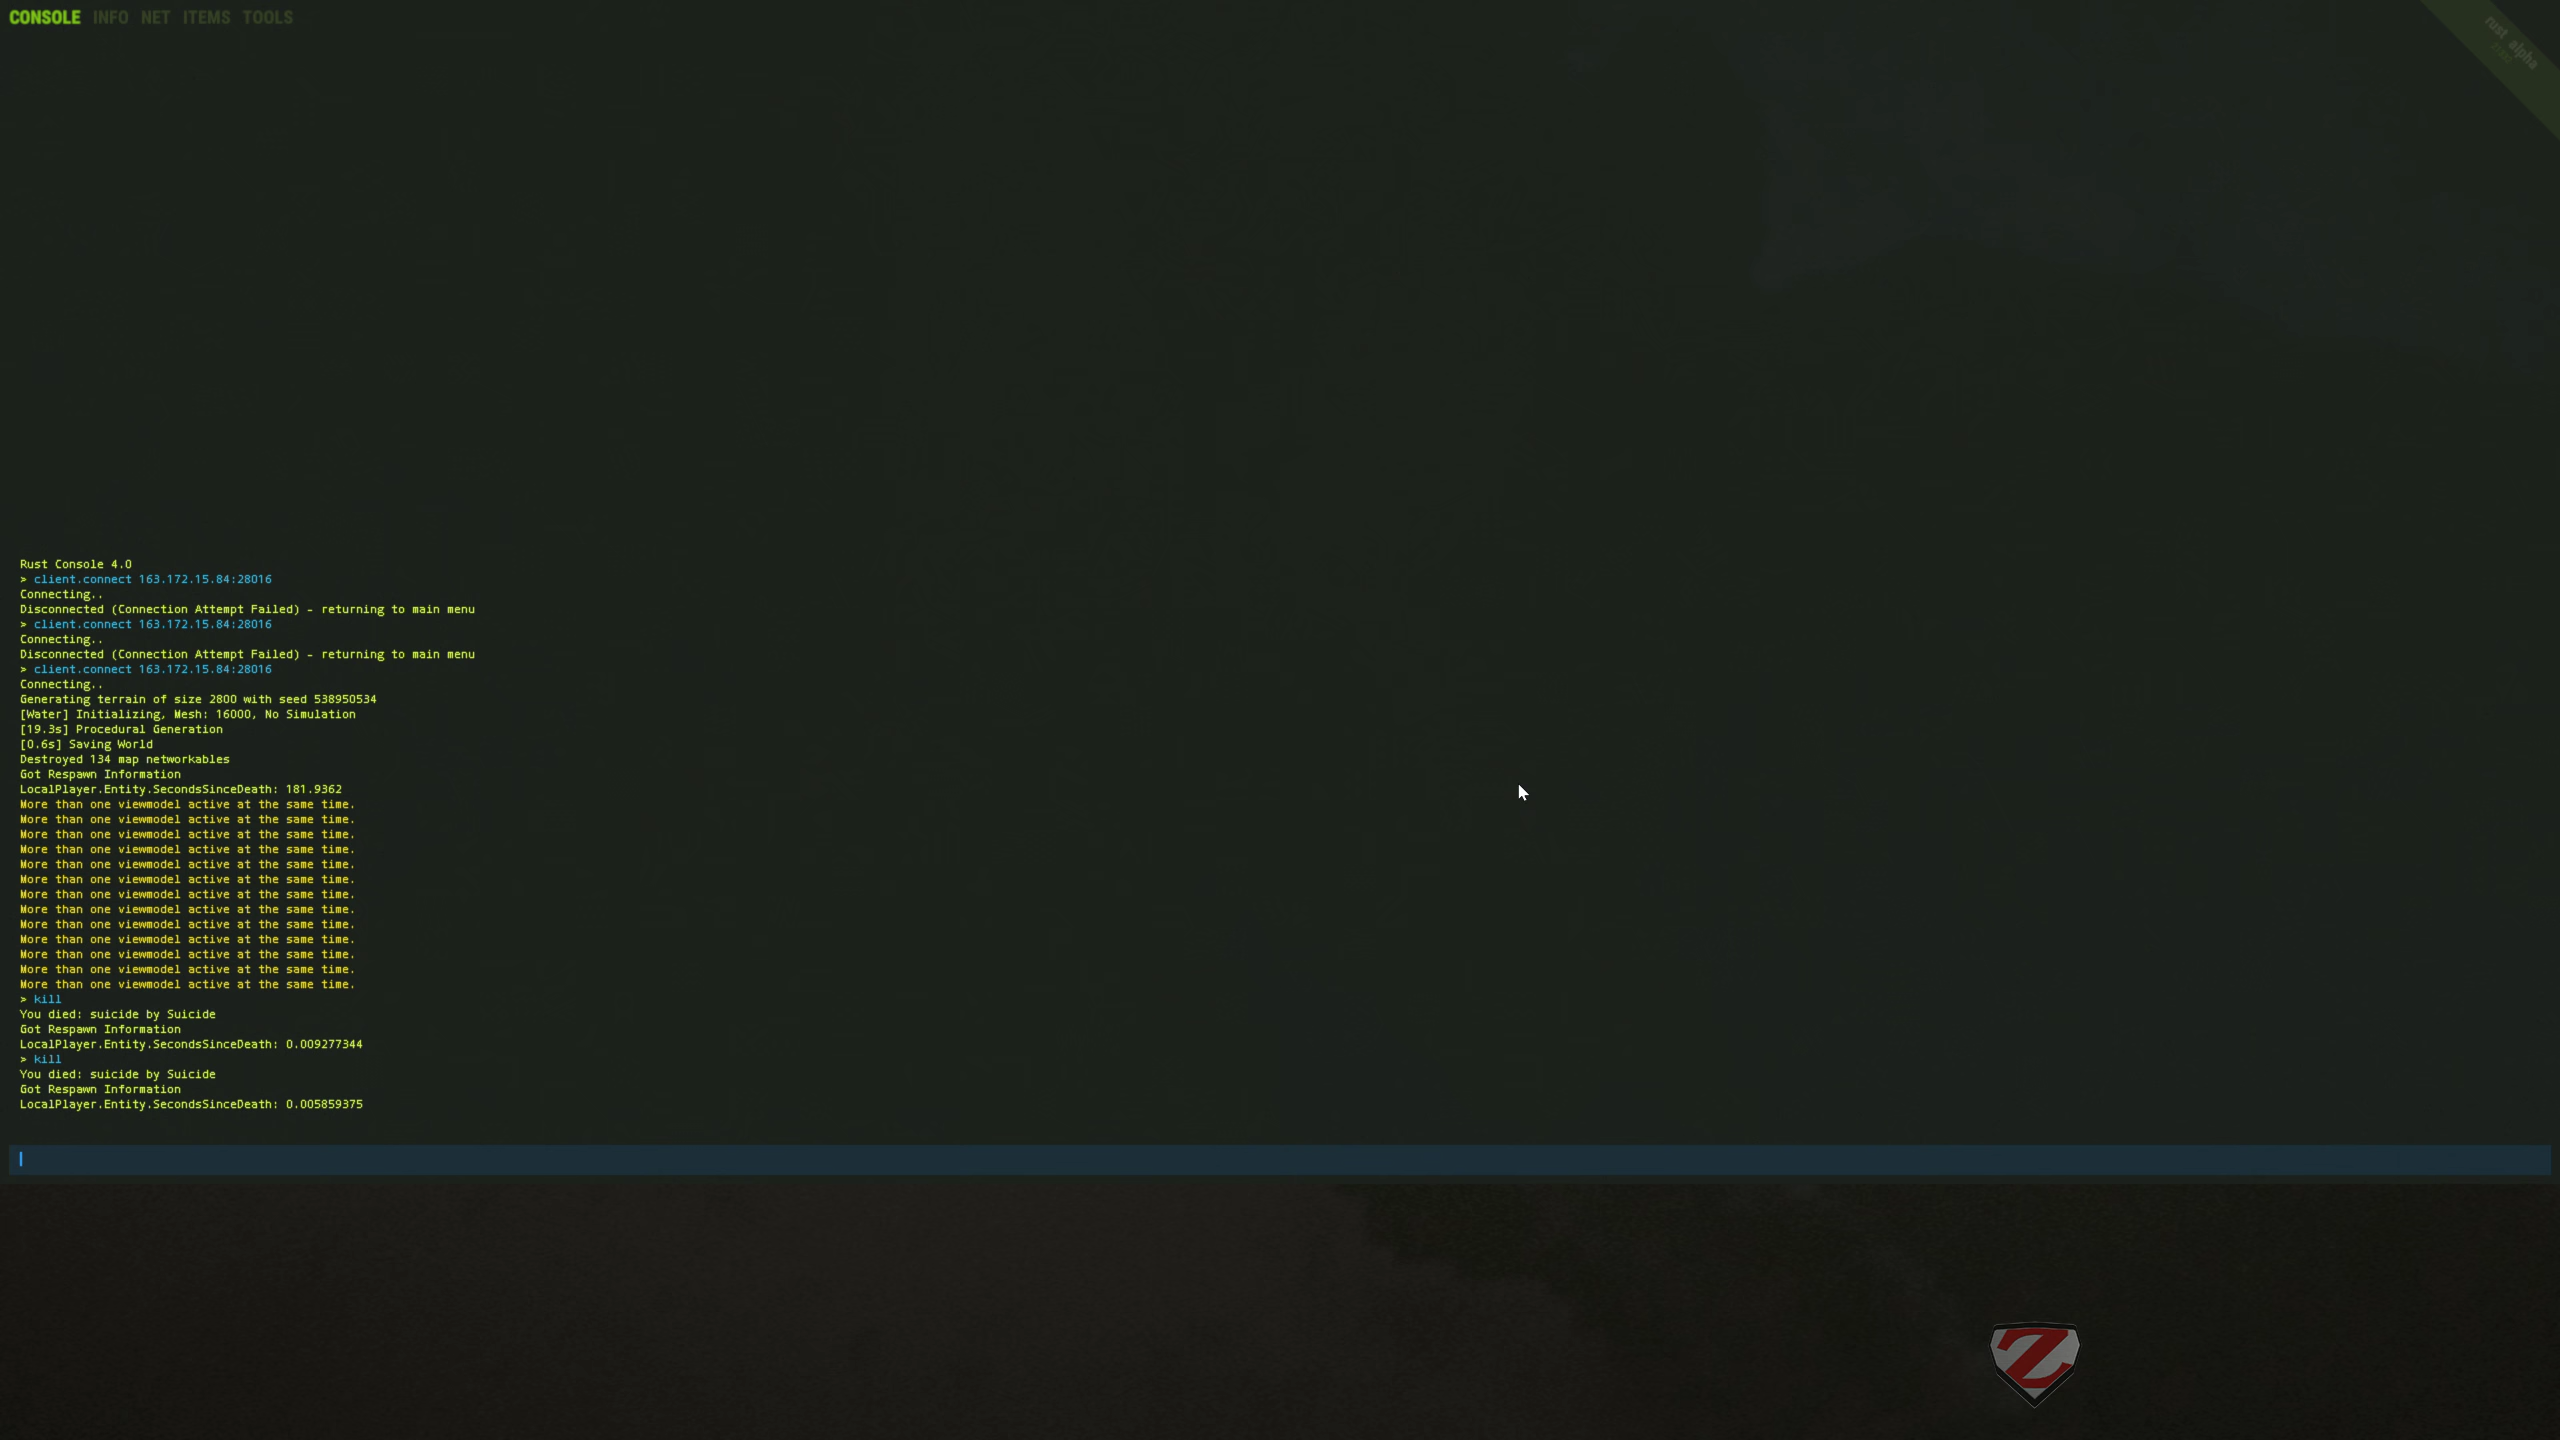 CONSOLE INFO NET ITEMS TOOLS
rust alpha
Rust Console 4.0
> client.connect 163.172.15.84:28016
Connecting..
Disconnected (Connection Attempt Failed) - returning to main menu
> client.connect 163.172.15.84:28016
Connecting..
Disconnected (Connection Attempt Failed) - returning to main menu
> client.connect 163.172.15.84:28016
Connecting..
Generating terrain of size 2800 with seed 538950534
[Water] Initializing, Mesh: 16000, No Simulation
[19.3s] Procedural Generation
[0.6s] Saving World
Destroyed 134 map networkables
Got Respawn Information
LocalPlayer.Entity.SecondsSinceDeath: 181.9362
More than one viewmodel active at the same time.
More than one viewmodel active at the same time.
More than one viewmodel active at the same time.
More than one viewmodel active at the same time.
More than one viewmodel active at the same time.
More than one viewmodel active at the same time.
More than one viewmodel active at the same time.
More than one viewmodel active at the same time.
More than one viewmodel active at the same time.
More than one viewmodel active at the same time.
More than one viewmodel active at the same time.
More than one viewmodel active at the same time.
More than one viewmodel active at the same time.
> kill
You died: suicide by Suicide
Got Respawn Information
LocalPlayer.Entity.SecondsSinceDeath: 0.009277344
> kill
You died: suicide by Suicide
Got Respawn Information
LocalPlayer.Entity.SecondsSinceDeath: 0.005859375
Z